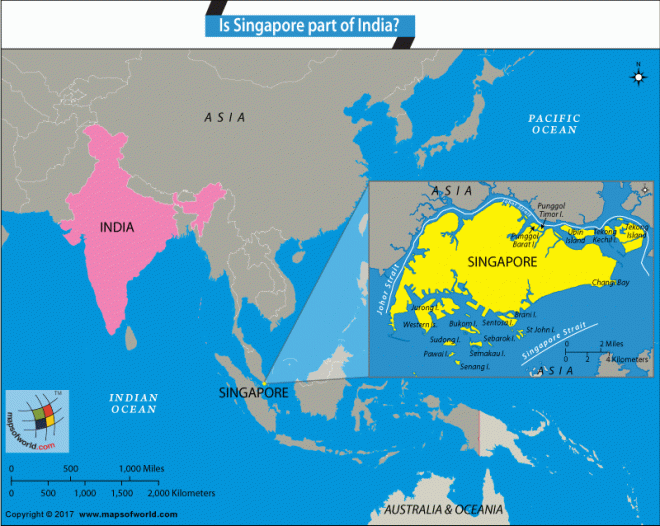 Is Singapore part of India?
N
ASIA
PACIFIC
OCEAN
INDIA
ASIA
Punggol
Timor I.
Punggol
Barat I.
Ubin
Island
Tekong
Kechil I.
Tekong
Island
SINGAPORE
Johor Strait
Changi Bay
Jurong I.
Western Is.
Bukom I.
Sentosa I.
Brani I.
St John I.
Sudong I.
Sebarok I.
Pawai I.
Semakau I.
Senang I.
Singapore Strait
0 2 Miles
0 2 4 Kilometers
ASIA
SINGAPORE
INDIAN
OCEAN
TM
mapsofworld.com
0 500 1,000 Miles
0 500 1,000 1,500 2,000 Kilometers
AUSTRALIA & OCEANIA
Copyright © 2017 www.mapsofworld.com